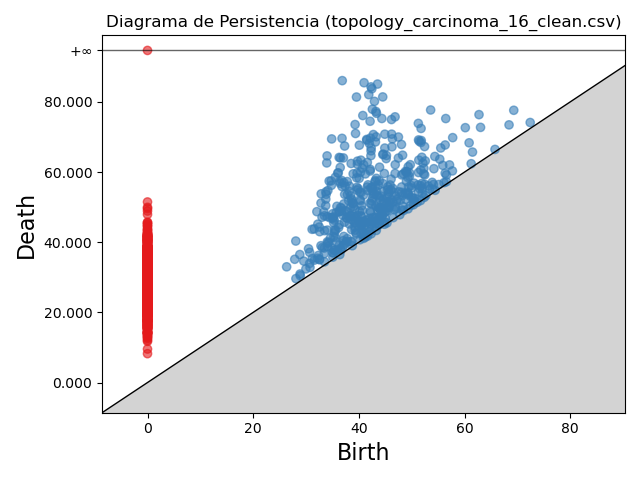 Diagrama de Persistencia (topology_carcinoma_16_clean.csv)
+∞
80.000
60.000
40.000
20.000
0.000
Death
0 20 40 60 80
Birth